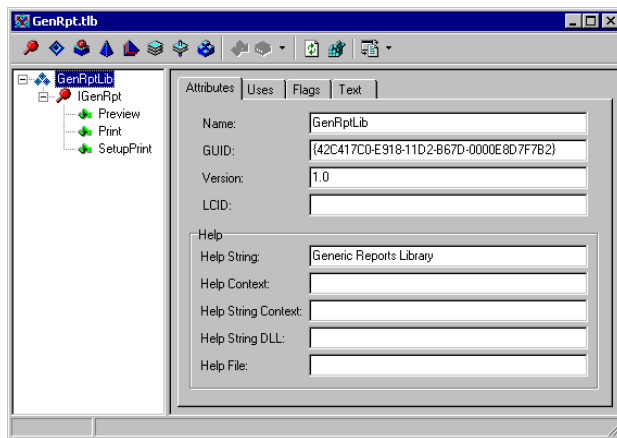 GenRpt.tlb
GenRptLib
IGenRpt
Preview
Print
SetupPrint
Attributes Uses Flags Text
Name: GenRptLib
GUID: {42C417C0-E918-11D2-B67D-0000E8D7F7B2}
Version: 1.0
LCID:
Help
Help String: Generic Reports Library
Help Context:
Help String Context:
Help String DLL:
Help File: